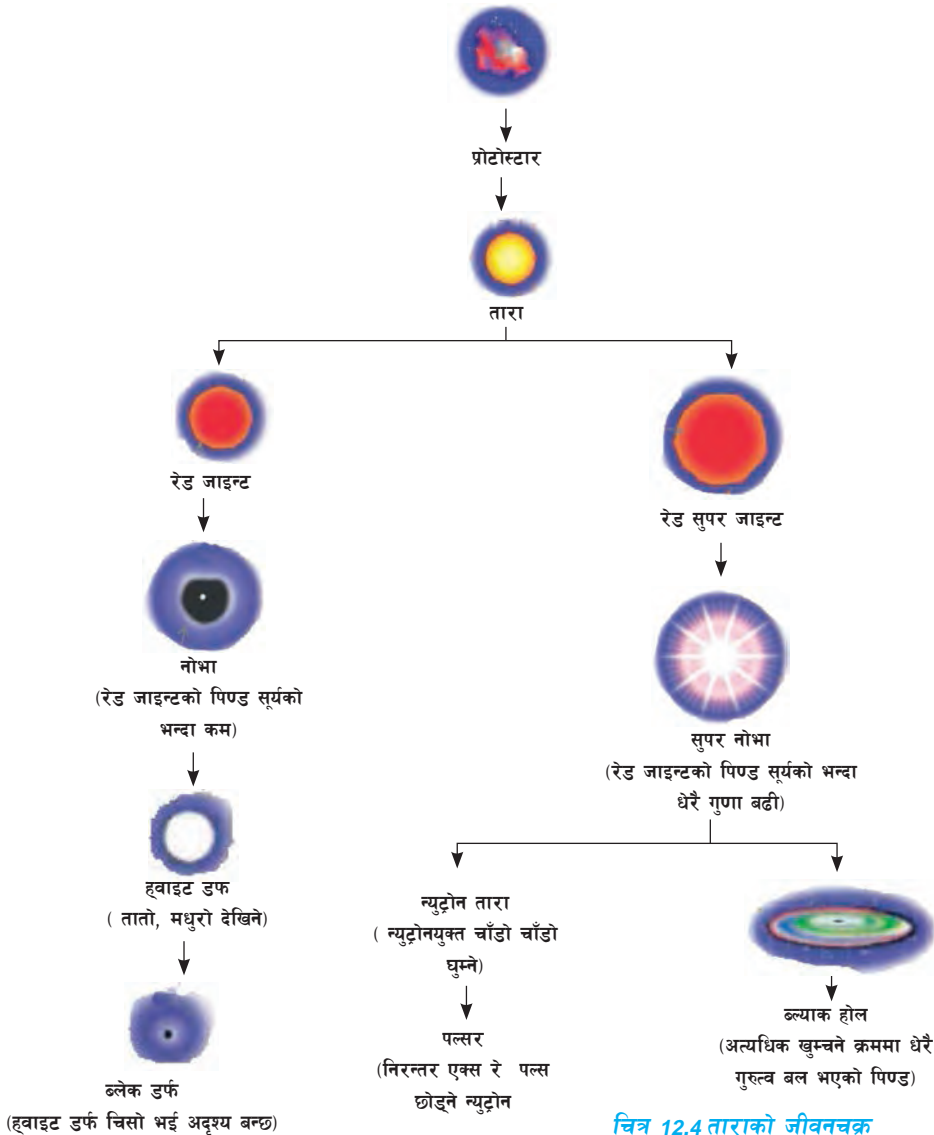 प्रोटोस्टार
तारा
रेड जाइन्ट
नोभा
(रेड जाइन्टको पिण्ड सूर्यको
भन्दा कम)
ह्वाइट डफ
( तातो, मधुरो देखिने)
ब्लेक डर्फ
(ह्वाइट डर्फ चिसो भई अदृश्य बन्छ)
रेड सुपर जाइन्ट
सुपर नोभा
(रेड जाइन्टको पिण्ड सूर्यको भन्दा
धेरै गुणा बढी)
न्युट्रोन तारा
( न्युट्रोनयुक्त चाँडो चाँडो
घुम्ने)
पल्सर
(निरन्तर एक्स रे पल्स
छोड्ने न्युट्रोन
ब्ल्याक होल
(अत्यधिक खुम्चने क्रममा धेरै
गुरुत्व बल भएको पिण्ड)
चित्र 12.4 ताराको जीवनचक्र